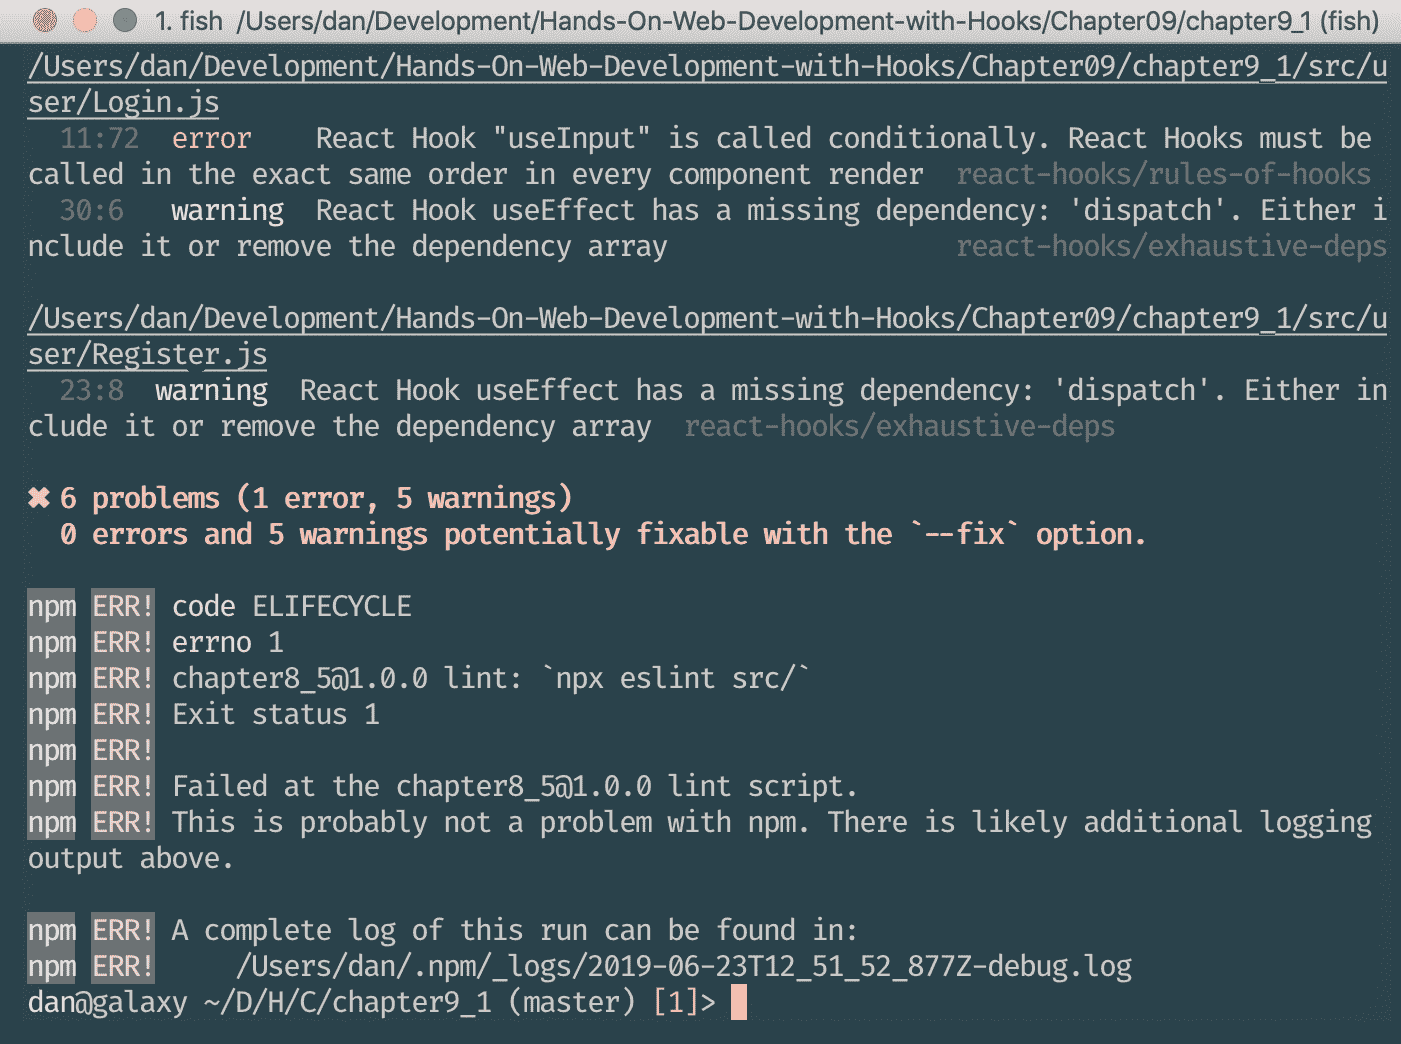 1. fish /Users/dan/Development/Hands-On-Web-Development-with-Hooks/Chapter09/chapter9_1 (fish)
/Users/dan/Development/Hands-On-Web-Development-with-Hooks/Chapter09/chapter9_1/src/u
ser/Login.js
  11:72  error    React Hook "useInput" is called conditionally. React Hooks must be
called in the exact same order in every component render  react-hooks/rules-of-hooks
  30:6   warning  React Hook useEffect has a missing dependency: 'dispatch'. Either i
nclude it or remove the dependency array                  react-hooks/exhaustive-deps

/Users/dan/Development/Hands-On-Web-Development-with-Hooks/Chapter09/chapter9_1/src/u
ser/Register.js
  23:8  warning  React Hook useEffect has a missing dependency: 'dispatch'. Either in
clude it or remove the dependency array  react-hooks/exhaustive-deps

✖ 6 problems (1 error, 5 warnings)
  0 errors and 5 warnings potentially fixable with the `--fix` option.

npm ERR! code ELIFECYCLE
npm ERR! errno 1
npm ERR! chapter8_5@1.0.0 lint: `npx eslint src/`
npm ERR! Exit status 1
npm ERR!
npm ERR! Failed at the chapter8_5@1.0.0 lint script.
npm ERR! This is probably not a problem with npm. There is likely additional logging
output above.

npm ERR! A complete log of this run can be found in:
npm ERR!     /Users/dan/.npm/_logs/2019-06-23T12_51_52_877Z-debug.log
dan@galaxy ~/D/H/C/chapter9_1 (master) [1]>